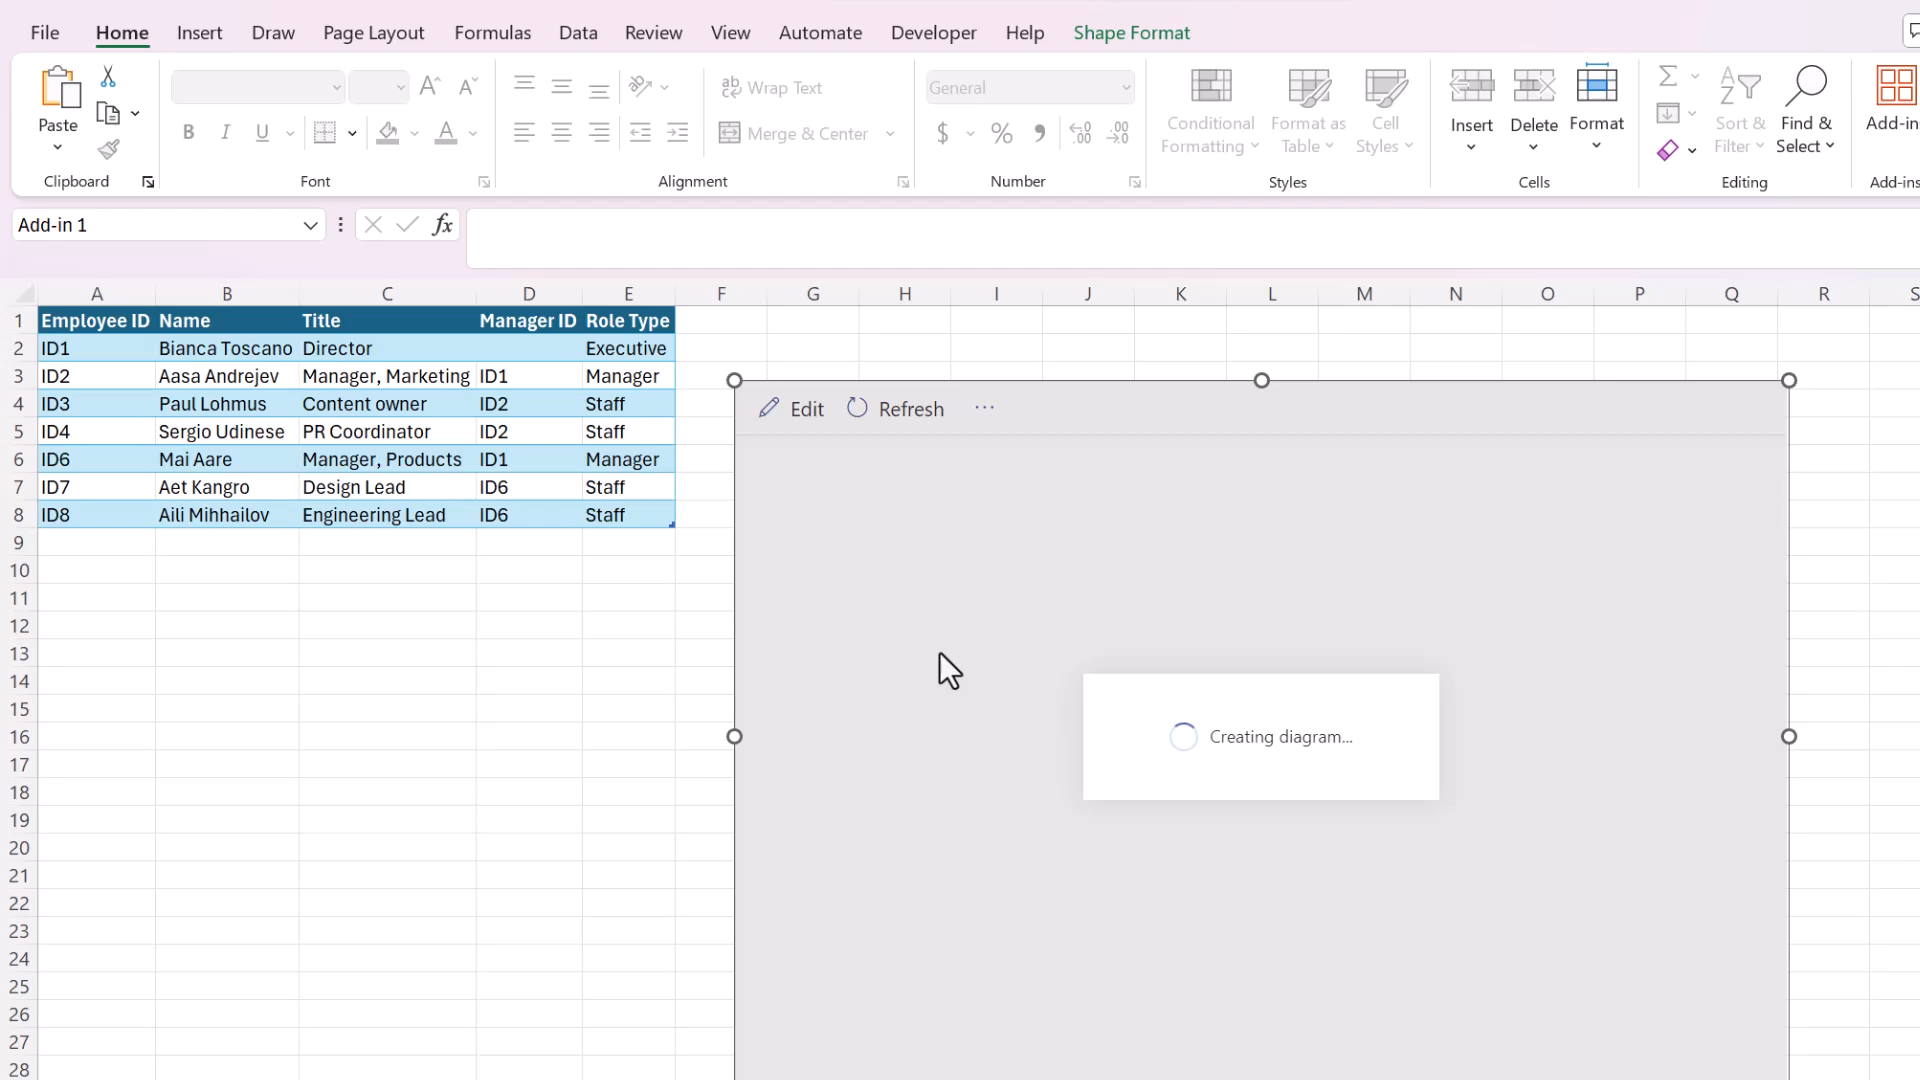 File Home Insert Draw Page Layout Formulas Data Review View Automate Developer Help Shape Format
Paste
Clipboard
B I U A
Font
ab Wrap Text
Merge & Center
Alignment
General
$ % 9
Number
Conditional Formatting
Format as Table
Cell Styles
Styles
Insert Delete Format
Cells
Sort & Filter
Find & Select
Editing
Add-in
Add-ins
Add-in 1
fx
A B C D E F G H I J K L M N O P Q R S
1 Employee ID Name Title Manager ID Role Type
2 ID1 Bianca Toscano Director Executive
3 ID2 Aasa Andrejev Manager, Marketing ID1 Manager
4 ID3 Paul Lohmus Content owner ID2 Staff
5 ID4 Sergio Udinese PR Coordinator ID2 Staff
6 ID6 Mai Aare Manager, Products ID1 Manager
7 ID7 Aet Kangro Design Lead ID6 Staff
8 ID8 Aili Mihhailov Engineering Lead ID6 Staff
9
10
11
12
13
14
15
16
17
18
19
20
21
22
23
24
25
26
27
28
Edit Refresh ...
Creating diagram...